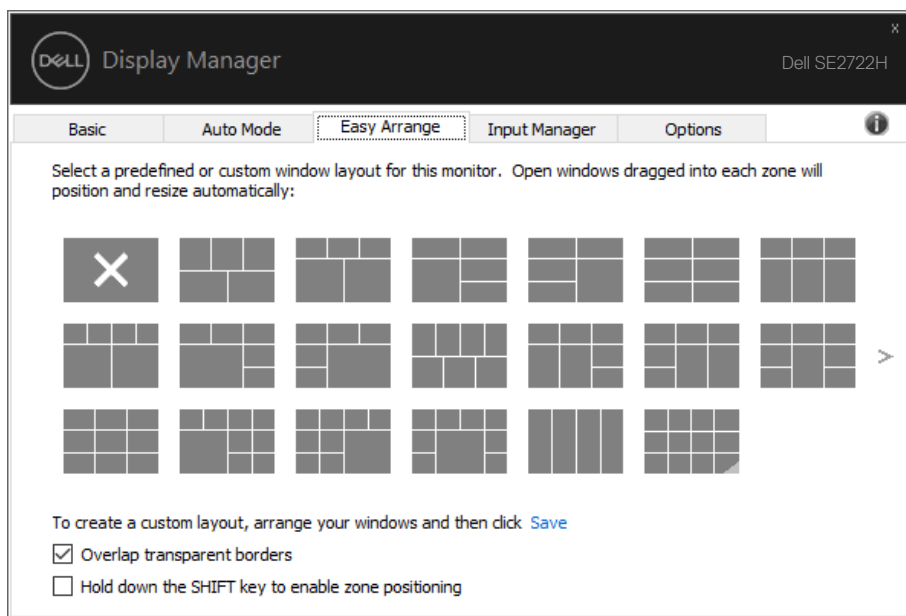 x
DELL Display Manager
Dell SE2722H
Basic Auto Mode Easy Arrange Input Manager Options
Select a predefined or custom window layout for this monitor. Open windows dragged into each zone will
position and resize automatically:
>
To create a custom layout, arrange your windows and then click Save
Overlap transparent borders
Hold down the SHIFT key to enable zone positioning